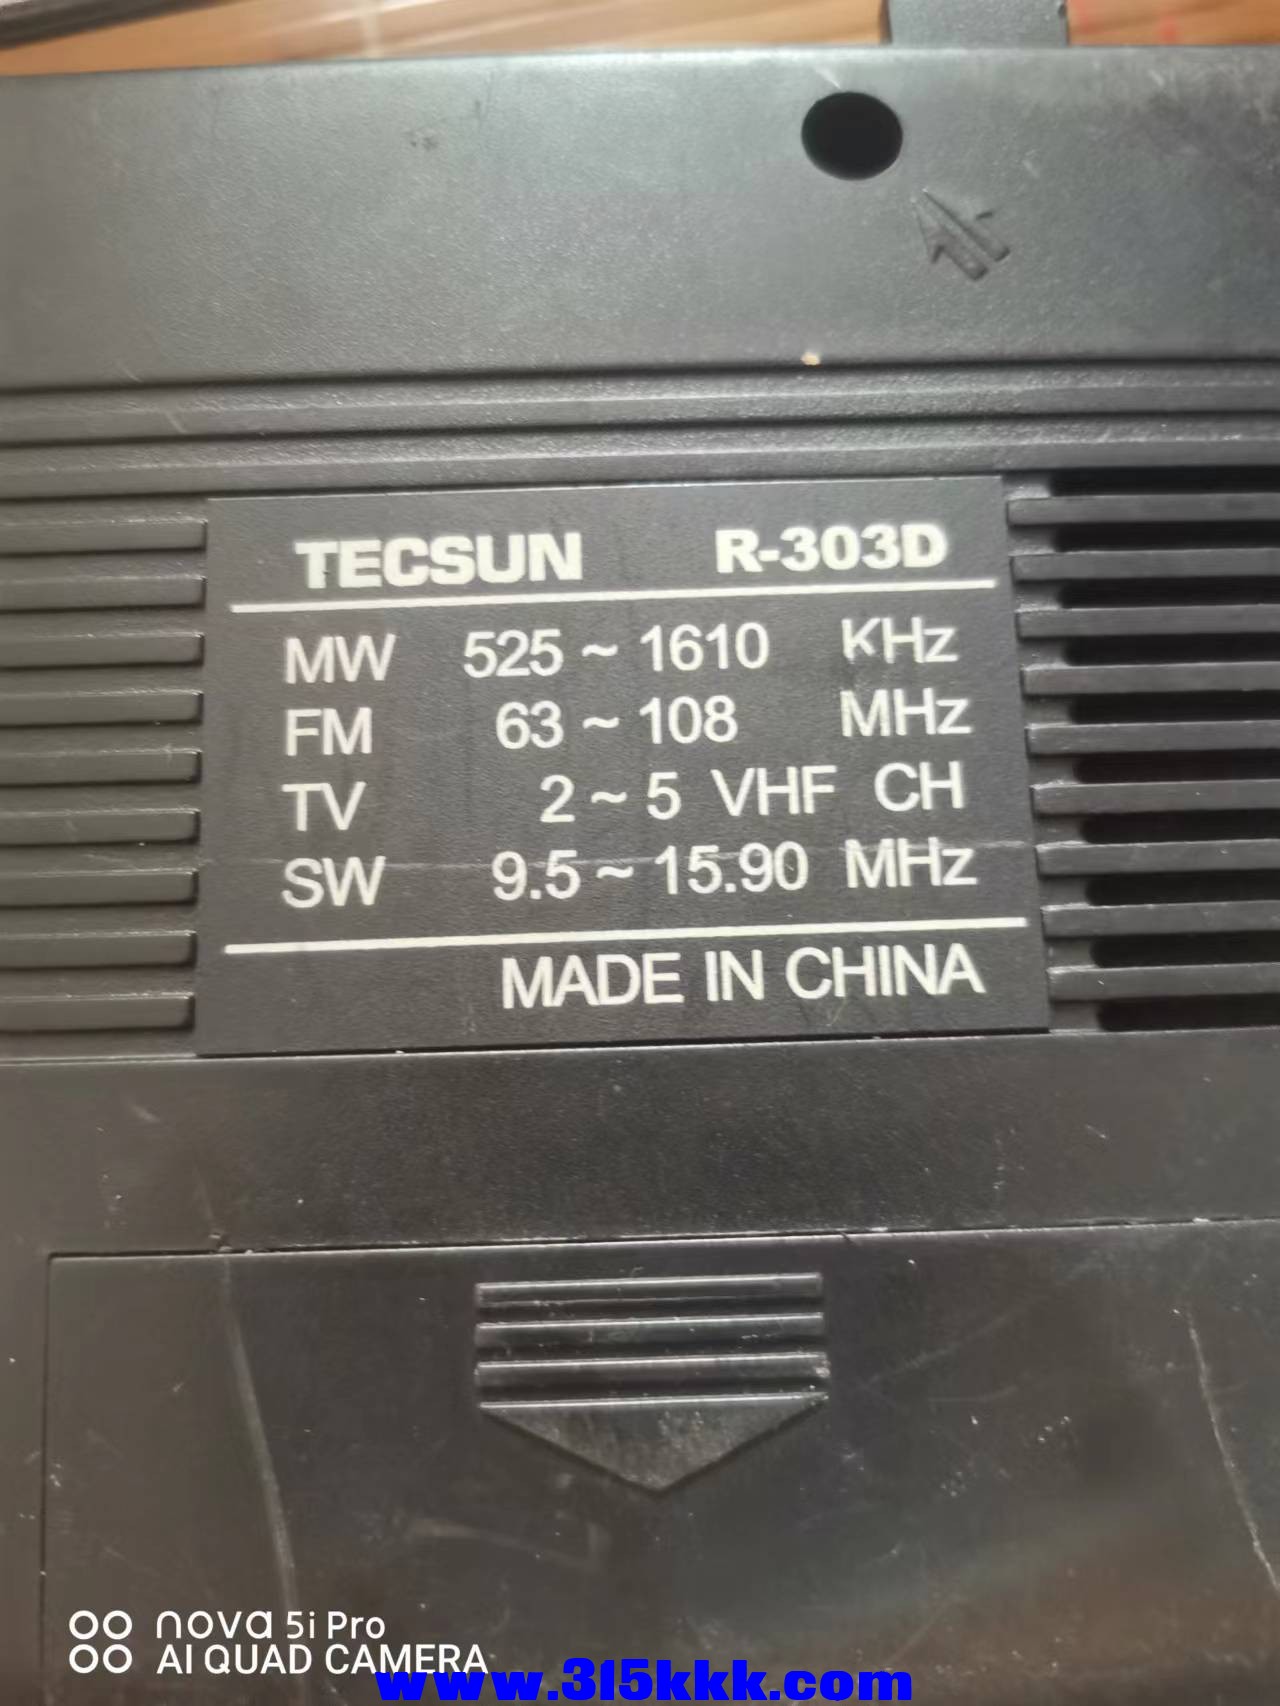 TECSUN R-303D
MW 525 ~ 1610 KHz
FM 63 ~ 108 MHz
TV 2 ~ 5 VHF CH
SW 9.5 ~ 15.90 MHz
MADE IN CHINA
nova 5i Pro
AI QUAD CAMERA
www.315kkk.com